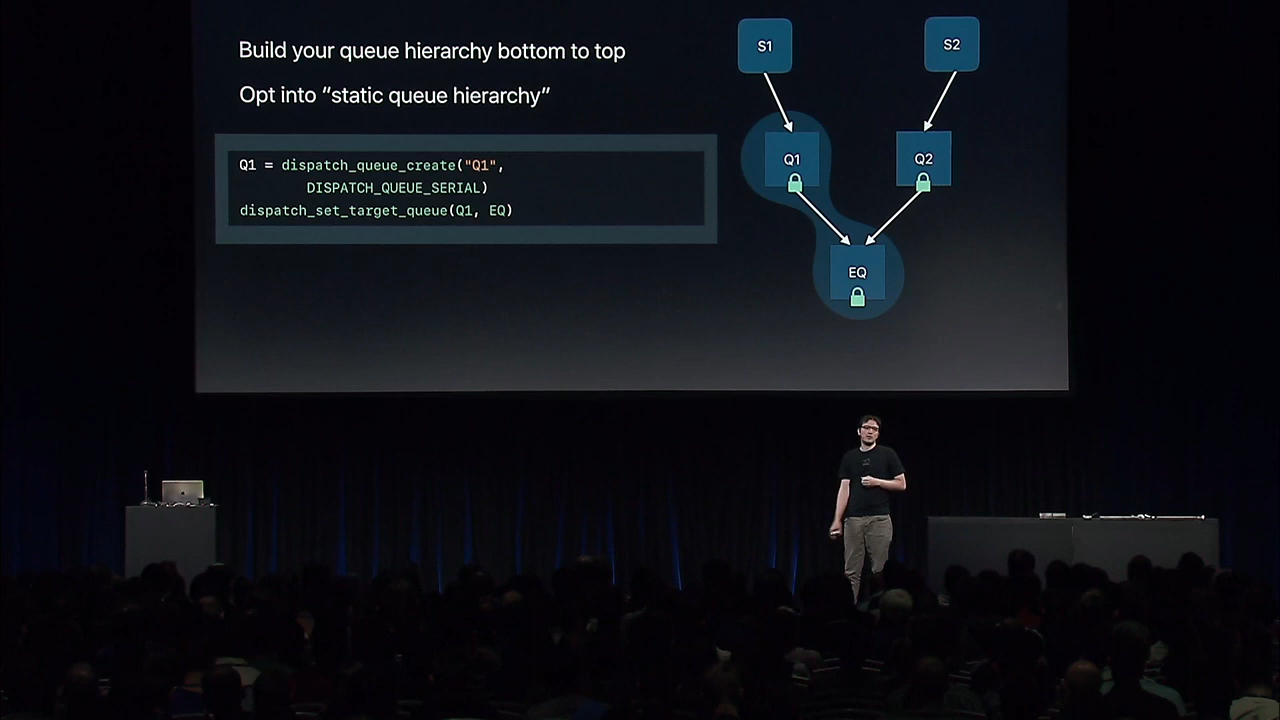 Build your queue hierarchy bottom to top
Opt into “static queue hierarchy”
Q1 = dispatch_queue_create("Q1",
DISPATCH_QUEUE_SERIAL)
dispatch_set_target_queue(Q1, EQ)
S1
S2
Q1
Q2
EQ